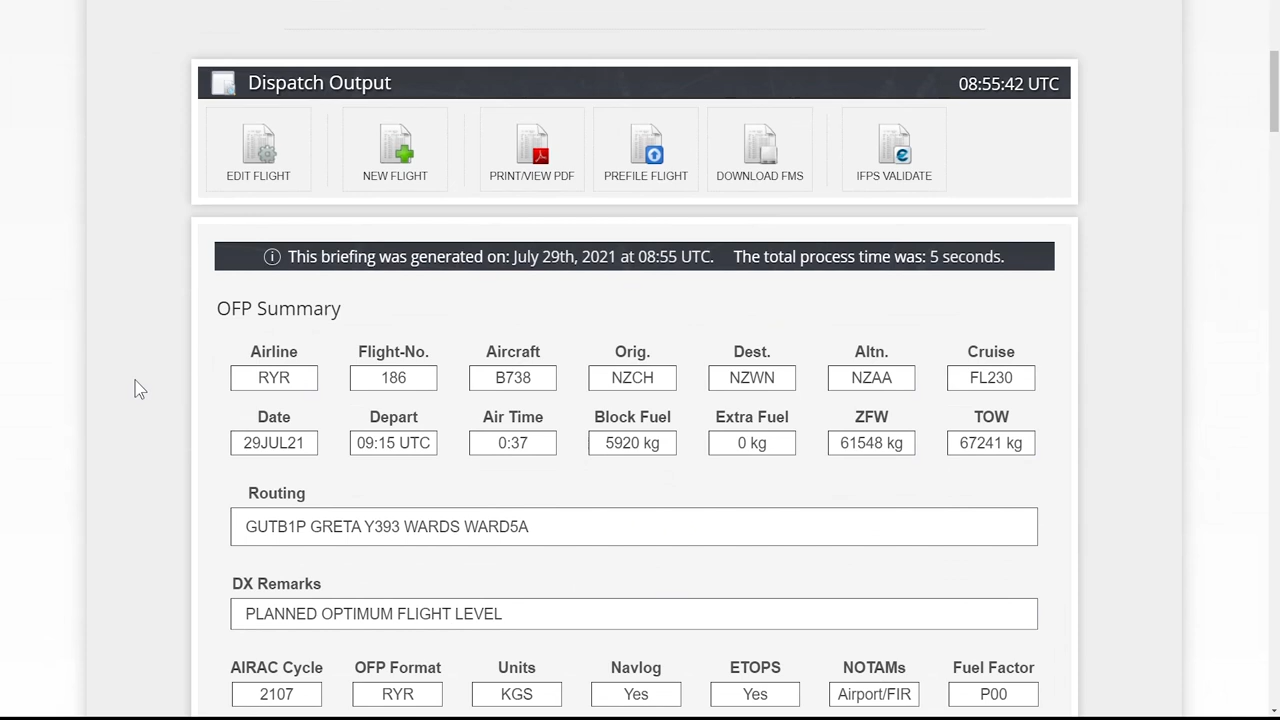 Dispatch Output 08:55:42 UTC
EDIT FLIGHT NEW FLIGHT PRINT/VIEW PDF PREFILE FLIGHT DOWNLOAD FMS IFPS VALIDATE
This briefing was generated on: July 29th, 2021 at 08:55 UTC. The total process time was: 5 seconds.
OFP Summary
Airline Flight-No. Aircraft Orig. Dest. Altn. Cruise
RYR 186 B738 NZCH NZWN NZAA FL230
Date Depart Air Time Block Fuel Extra Fuel ZFW TOW
29JUL21 09:15 UTC 0:37 5920 kg 0 kg 61548 kg 67241 kg
Routing
GUTB1P GRETA Y393 WARDS WARD5A
DX Remarks
PLANNED OPTIMUM FLIGHT LEVEL
AIRAC Cycle OFP Format Units Navlog ETOPS NOTAMs Fuel Factor
2107 RYR KGS Yes Yes Airport/FIR P00